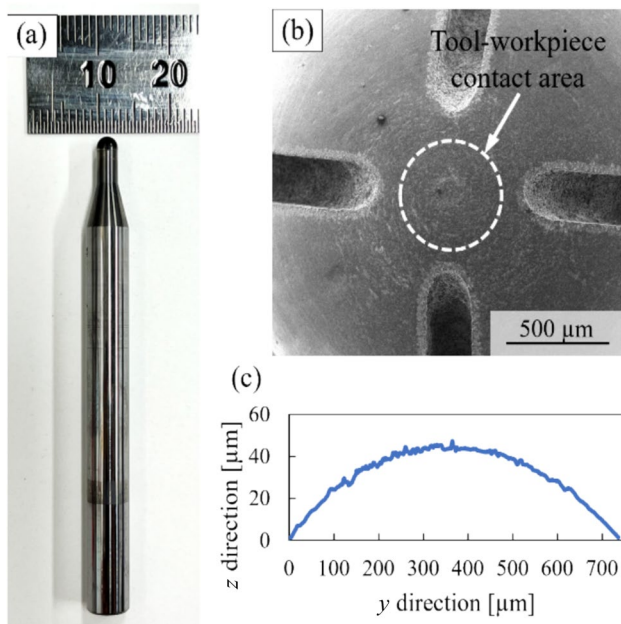 (a)
10 20
(b)
Tool-workpiece
contact area
500 μm
(c)
z direction [μm]
60
40
20
0
0 100 200 300 400 500 600 700
y direction [μm]